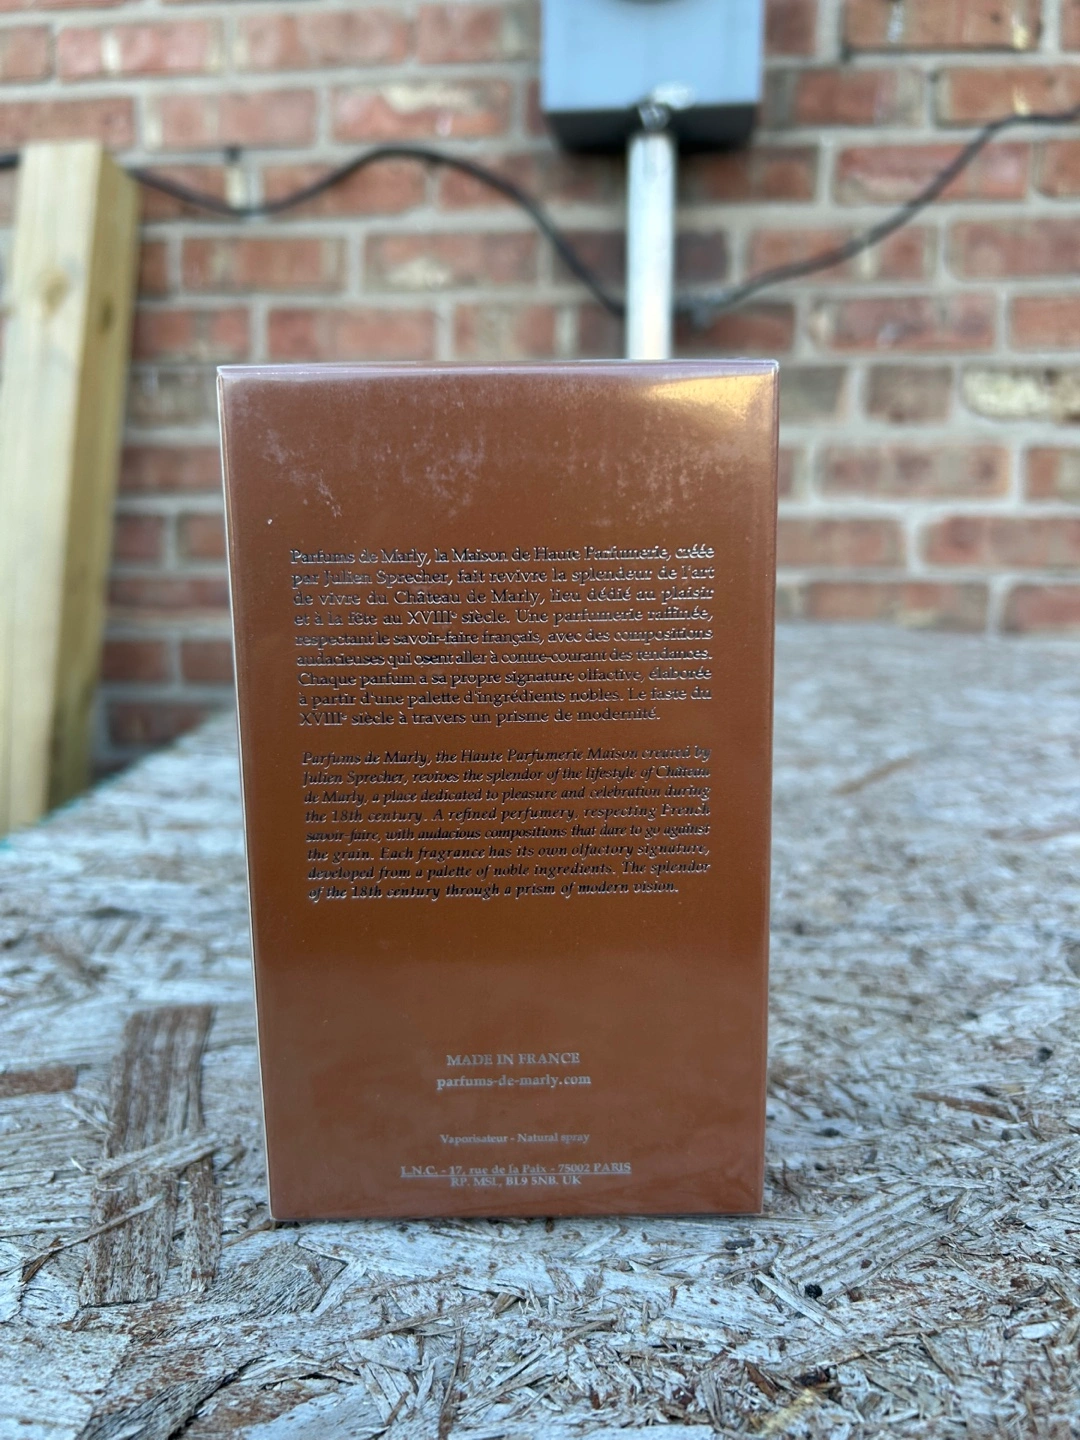 Parfums de Marly, la Maison de Haute Parfumerie, créée
par Julien Sprecher, fait revivre la splendeur de l'art
de vivre du Château de Marly, lieu dédié au plaisir
et à la fête au XVIIIᵉ siècle. Une parfumerie raffinée,
respectant le savoir-faire français, avec des compositions
audacieuses qui osent aller à contre-courant des tendances.
Chaque parfum a sa propre signature olfactive, élaborée
à partir d'une palette d'ingrédients nobles. Le faste du
XVIIIᵉ siècle à travers un prisme de modernité.
Parfums de Marly, the Haute Parfumerie Maison created by
Julien Sprecher, revives the splendor of the lifestyle of Château
de Marly, a place dedicated to pleasure and celebration during
the 18th century. A refined perfumery, respecting French
savoir-faire, with audacious compositions that dare to go against
the grain. Each fragrance has its own olfactory signature,
developed from a palette of noble ingredients. The splendor
of the 18th century through a prism of modern vision.
MADE IN FRANCE
parfums-de-marly.com
Vaporisateur - Natural spray
L.N.C. - 17, rue de la Paix - 75002 PARIS
RP. MSL, BL9 5NB. UK